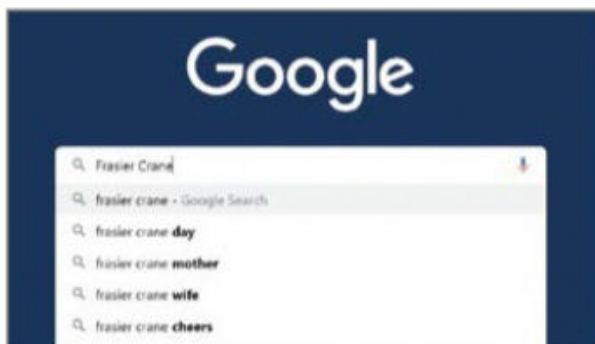 Google
Frasier Crane
frasier crane - Google Search
frasier crane day
frasier crane mother
frasier crane wife
frasier crane cheers